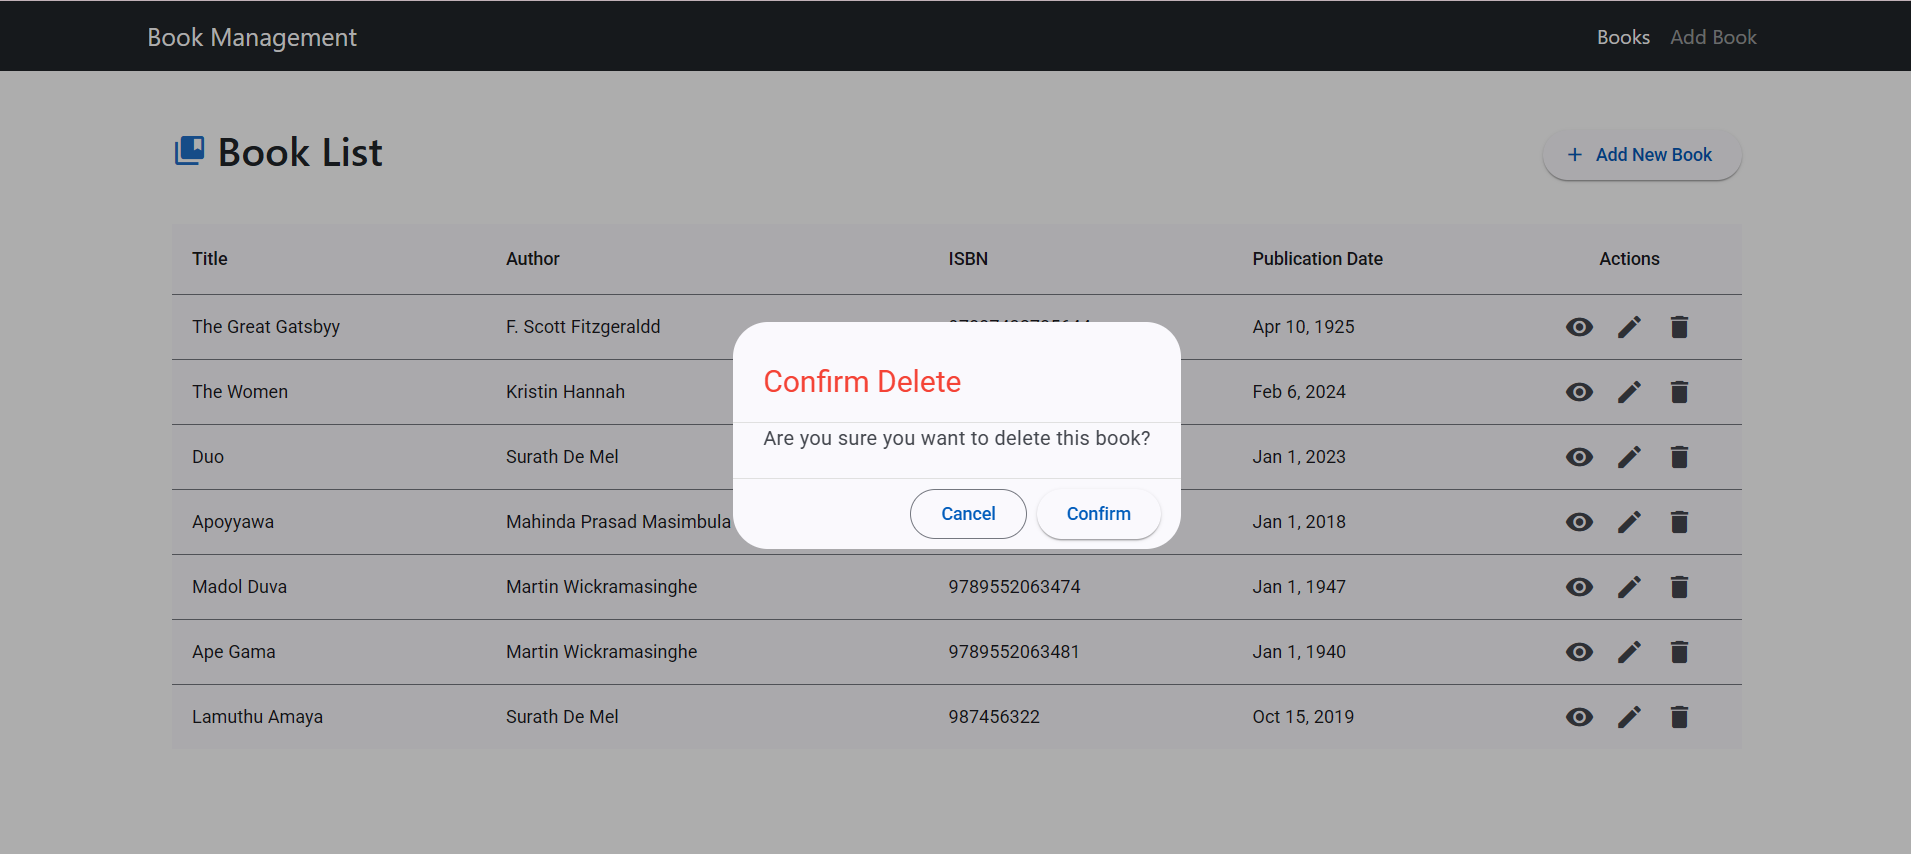 Book Management
Books Add Book
Book List
+ Add New Book
Title Author ISBN Publication Date Actions
The Great Gatsbyy F. Scott Fitzgeraldd Apr 10, 1925
The Women Kristin Hannah Feb 6, 2024
Duo Surath De Mel Jan 1, 2023
Apoyyawa Mahinda Prasad Masimbula Jan 1, 2018
Madol Duva Martin Wickramasinghe 9789552063474 Jan 1, 1947
Ape Gama Martin Wickramasinghe 9789552063481 Jan 1, 1940
Lamuthu Amaya Surath De Mel 987456322 Oct 15, 2019
Confirm Delete
Are you sure you want to delete this book?
Cancel Confirm